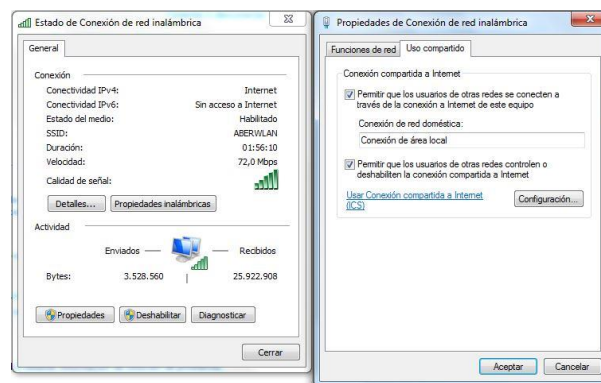 Estado de Conexión de red inalámbrica
General
Conexión
Conectividad IPv4: Internet
Conectividad IPv6: Sin acceso a Internet
Estado del medio: Habilitado
SSID: ABERWLAN
Duración: 01:56:10
Velocidad: 72,0 Mbps
Calidad de señal:
Detalles... Propiedades inalámbricas
Actividad
Enviados Recibidos
Bytes: 3.528.560 25.922.908
Propiedades Deshabilitar Diagnosticar
Cerrar
Propiedades de Conexión de red inalámbrica
Funciones de red Uso compartido
Conexión compartida a Internet
Permitir que los usuarios de otras redes se conecten a
través de la conexión a Internet de este equipo
Conexión de red doméstica:
Conexión de área local
Permitir que los usuarios de otras redes controlen o
deshabiliten la conexión compartida a Internet
Usar Conexión compartida a Internet
(ICS)
Configuración...
Aceptar Cancelar